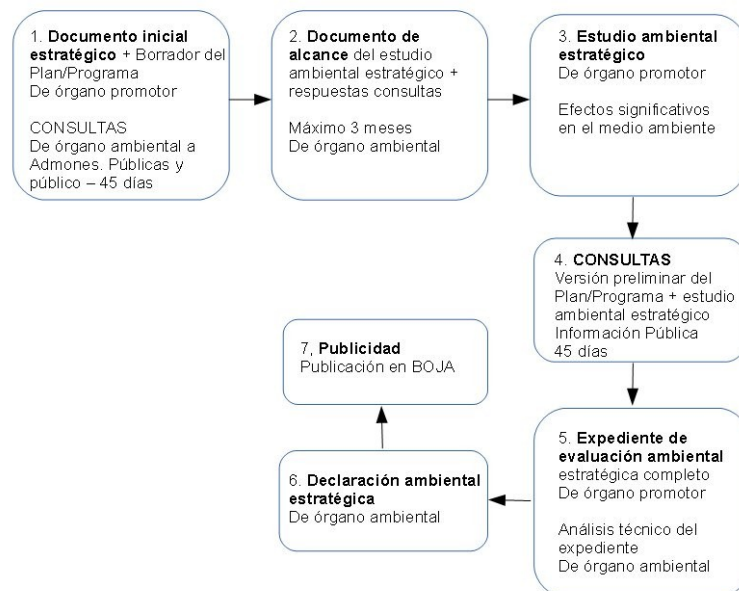 1. Documento inicial
estratégico + Borrador del
Plan/Programa
De órgano promotor
CONSULTAS
De órgano ambiental a
Admones. Públicas y
público – 45 días
2. Documento de
alcance del estudio
ambiental estratégico +
respuestas consultas
Máximo 3 meses
De órgano ambiental
3. Estudio ambiental
estratégico
De órgano promotor
Efectos significativos
en el medio ambiente
4. CONSULTAS
Versión preliminar del
Plan/Programa + estudio
ambiental estratégico
Información Pública
45 días
5. Expediente de
evaluación ambiental
estratégica completo
De órgano promotor
Análisis técnico del
expediente
De órgano ambiental
6. Declaración ambiental
estratégica
De órgano ambiental
7, Publicidad
Publicación en BOJA